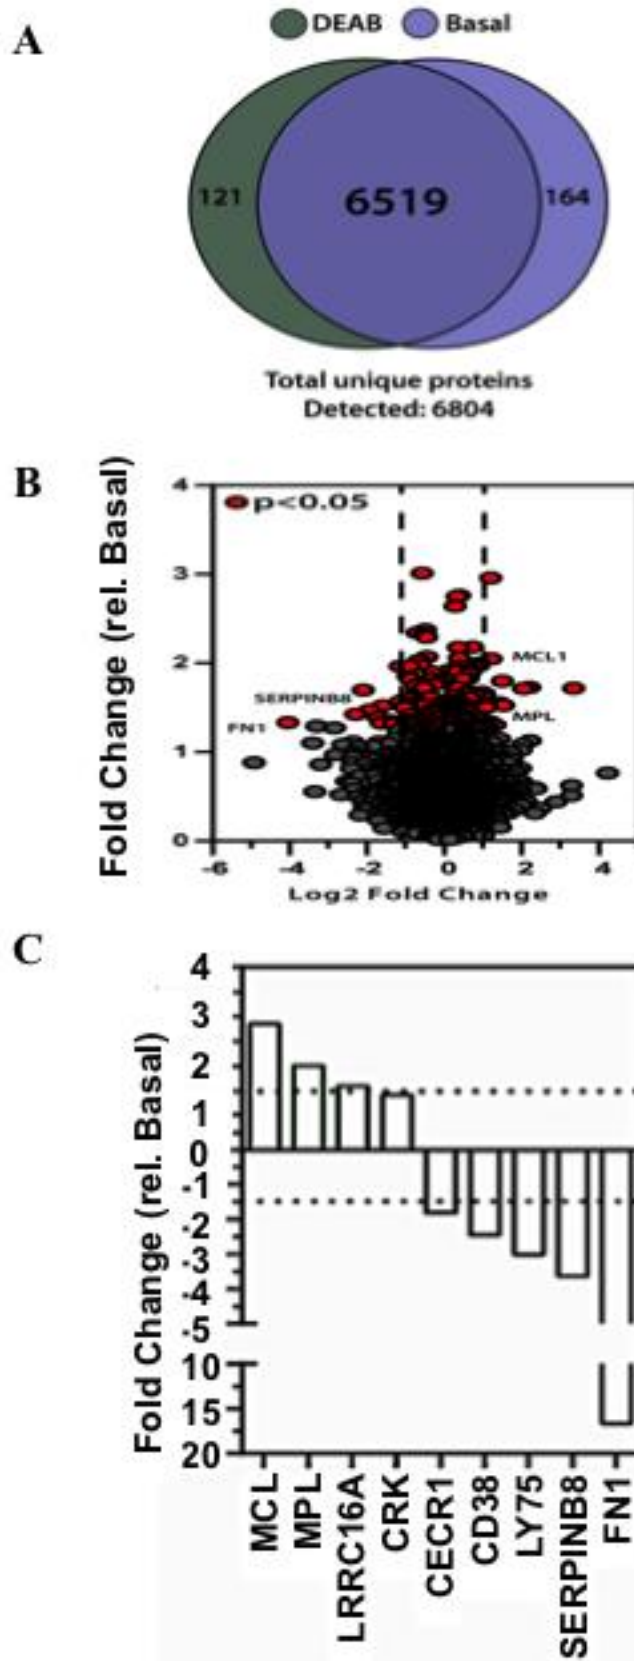 A
DEAB Basal
121 6519 164
Total unique proteins
Detected: 6804
B
Fold Change (rel. Basal)
4
3
2
1
0
p<0.05
MCL1
SERPINB8
MPL
FN1
-6 -4 -2 0 2 4
Log2 Fold Change
C
Fold Change (rel. Basal)
4
3
2
1
0
-1
-2
-3
-4
-5
10
15
20
MCL
MPL
LRRC16A
CRK
CECR1
CD38
LY75
SERPINB8
FN1